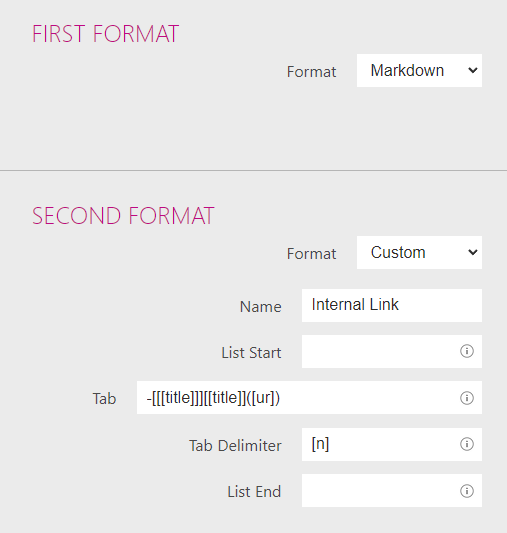 FIRST FORMAT
Format Markdown
SECOND FORMAT
Format Custom
Name Internal Link
List Start
Tab -[[[title]]][[title]]([ur])
Tab Delimiter [n]
List End